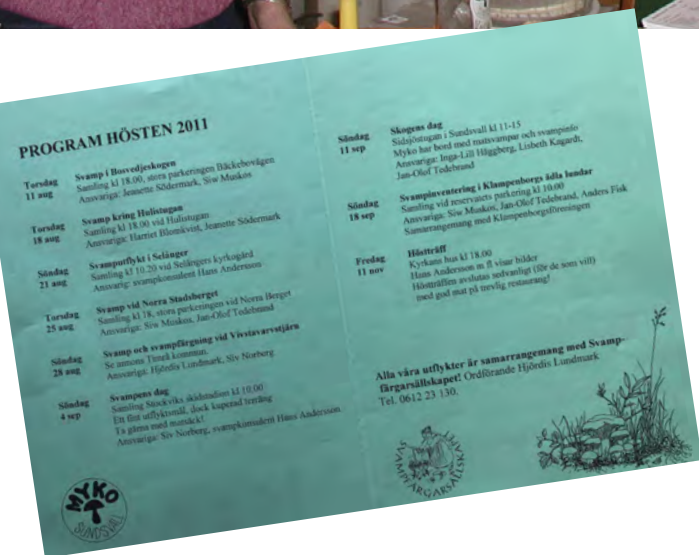 PROGRAM HÖSTEN 2011
Torsdag 11 aug
Svamp i Bosvedjeskogen
Samling kl 18.00, stora parkeringen Bäckebovägen
Ansvariga: Jeanette Södermark, Siw Muskos
Torsdag 18 aug
Svamp kring Hulistugan
Samling kl 18.00 vid Hulistugan
Ansvariga: Harriet Blomkvist, Jeanette Södermark
Söndag 21 aug
Svamputflykt i Selånger
Samling kl 10.20 vid Selångers kyrkogård
Ansvarig: svampkonsulent Hans Andersson
Torsdag 25 aug
Svamp vid Norra Stadsberget
Samling kl 18, stora parkeringen vid Norra Berget
Ansvariga: Siw Muskos, Jan-Olof Tedebrand
Söndag 28 aug
Svamp och svampfärgning vid Vivstavarvstjärn
Se annons Timrå kommun.
Ansvariga: Hjördis Lundmark, Siv Norberg
Söndag 4 sep
Svampens dag
Samling Stockviks skidstadion kl 10.00
Ett fint utflyktsmål, dock kuperad terräng
Ta gärna med matsäck!
Ansvariga: Siv Norberg, svampkonsulent Hans Andersson
MYKO
SUNDSVALL
Söndag 11 sep
Skogens dag
Sidsjöstugan i Sundsvall kl 11-15
Myko har bord med matsvampar och svampinfo
Ansvariga: Inga-Lill Häggberg, Lisbeth Kagardt,
Jan-Olof Tedebrand
Söndag 18 sep
Svampinventering i Klampenborgs ädla lundar
Samling vid reservatets parkering kl 10.00
Ansvariga: Siw Muskos, Jan-Olof Tedebrand, Anders Fisk
Samarrangemang med Klampenborgsföreningen
Fredag 11 nov
Höstträff
Kyrkans hus kl 18.00
Hans Andersson m fl visar bilder
Höstträffen avslutas sedvanligt (för de som vill)
med god mat på trevlig restaurang!
Alla våra utflykter är samarrangemang med Svamp-
färgarsällskapet! Ordförande Hjördis Lundmark
Tel. 0612 23 130.
SVAMPFÄRGARSÄLLSKAPET